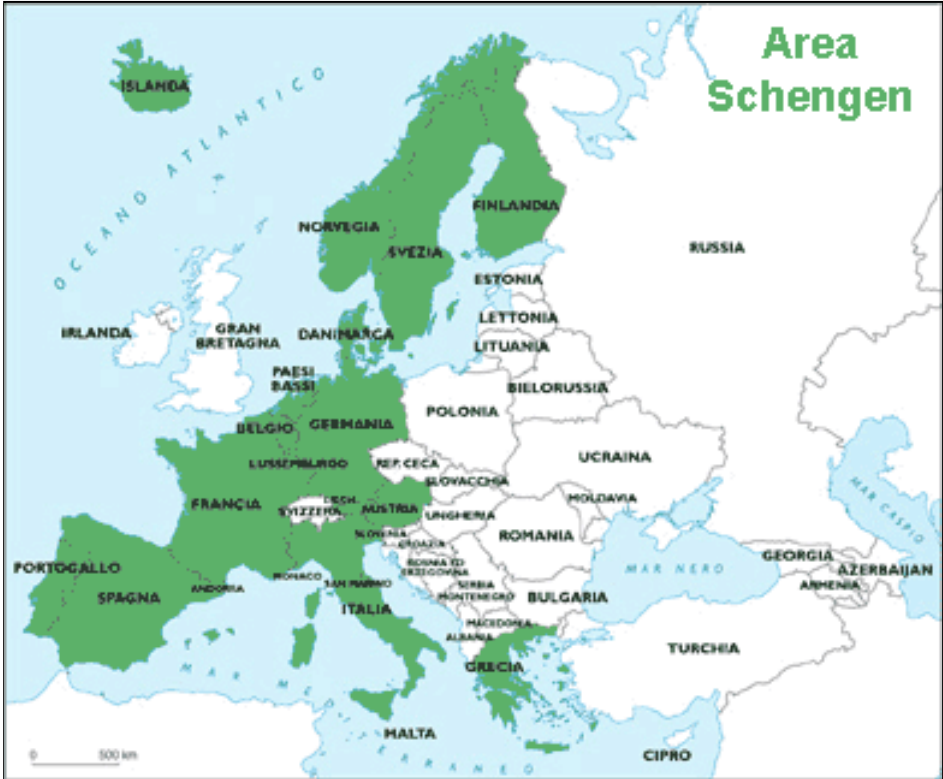 Area
Schengen
ISLANDA
OCEANO ATLANTICO
FINLANDIA
NORVEGIA
SVEZIA
RUSSIA
ESTONIA
IRLANDA
GRAN
BRETAGNA
DANIMARCA
LETTONIA
LITUANIA
PAESI
BASSI
BIELORUSSIA
POLONIA
BELGIO
GERMANIA
UCRAINA
LUSSEMBURGO
REP. CECA
SLOVACCHIA
MOLDAVIA
MAR CASPIO
FRANCIA
SVIZZERA
LIECH.
AUSTRIA
UNGHERIA
ROMANIA
SLOVENIA
CROAZIA
GEORGIA
PORTOGALLO
SPAGNA
ANDORRA
MONACO
SAN MARINO
BOSNIA ED
ERZEGOVINA
SERBIA
MONTENEGRO
BULGARIA
MAR NERO
AZERBAIJAN
ARMENIA
ITALIA
MACEDONIA
ALBANIA
GRECIA
TURCHIA
MAR MEDITERRANEO
MALTA
CIPRO
0 500 km